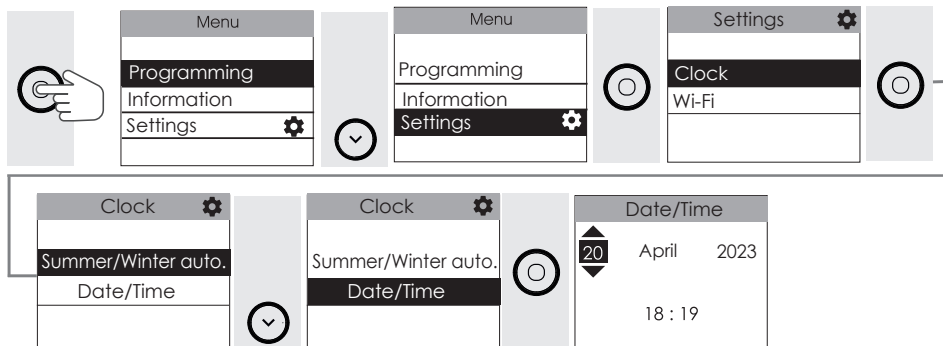 Menu
Programming
Information
Settings
Menu
Programming
Information
Settings
Settings
Clock
Wi-Fi
Clock
Summer/Winter auto.
Date/Time
Clock
Summer/Winter auto.
Date/Time
Date/Time
20 April 2023
18 : 19